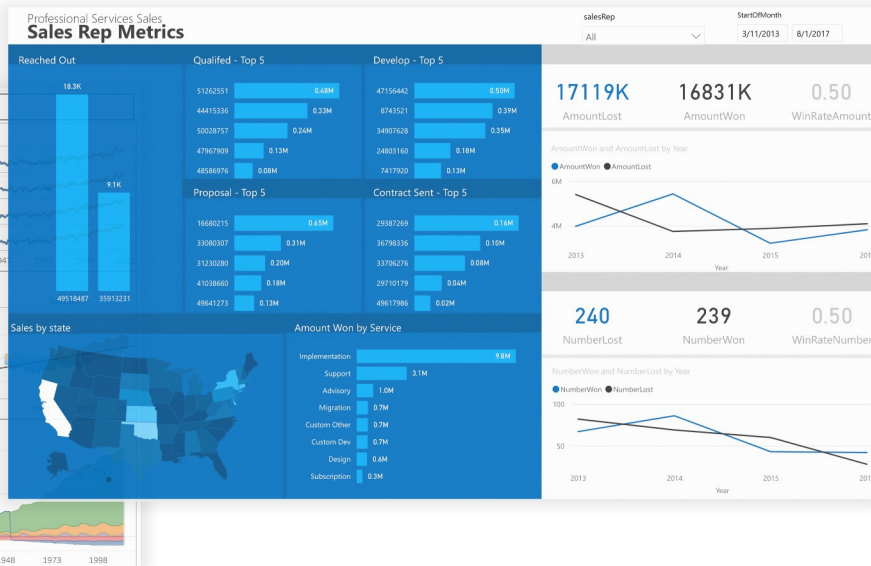 Professional Services Sales
Sales Rep Metrics
salesRep
All
StartOfMonth
3/11/2013
8/1/2017
Reached Out
18.3K
9.1K
49518487
35913231
Qualifed - Top 5
51262551 0.48M
44415336 0.33M
50028757 0.24M
47967909 0.13M
48586976 0.08M
Develop - Top 5
47156442 0.50M
8743521 0.39M
34907628 0.35M
24803160 0.18M
7417920 0.13M
Proposal - Top 5
16680215 0.65M
33080307 0.31M
31230280 0.20M
41038660 0.18M
49641273 0.13M
Contract Sent - Top 5
29387269 0.16M
36798336 0.10M
33706276 0.08M
29710179 0.04M
49617986 0.02M
Sales by state
Amount Won by Service
Implementation 9.8M
Support 3.1M
Advisory 1.0M
Migration 0.7M
Custom Other 0.7M
Custom Dev 0.7M
Design 0.6M
Subscription 0.3M
17119K
AmountLost
16831K
AmountWon
0.50
WinRateAmount
AmountWon and AmountLost by Year
AmountWon AmountLost
6M
4M
2013 2014 2015 201
Year
240
NumberLost
239
NumberWon
0.50
WinRateNumber
NumberWon and NumberLost by Year
NumberWon NumberLost
100
50
2013 2014 2015 201
Year
1948 1973 1998